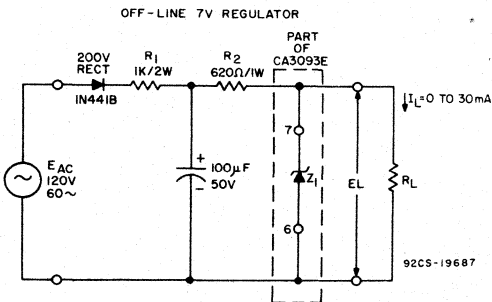 OFF-LINE 7V REGULATOR
PART
OF
CA3093E
200V
RECT
IN441B
R1
1K/2W
R2
620Ω/1W
IL=0 TO 30mA
7
+
100μF
- 50V
Z1
EL
RL
EAC
120V
60~
6
92CS-19687